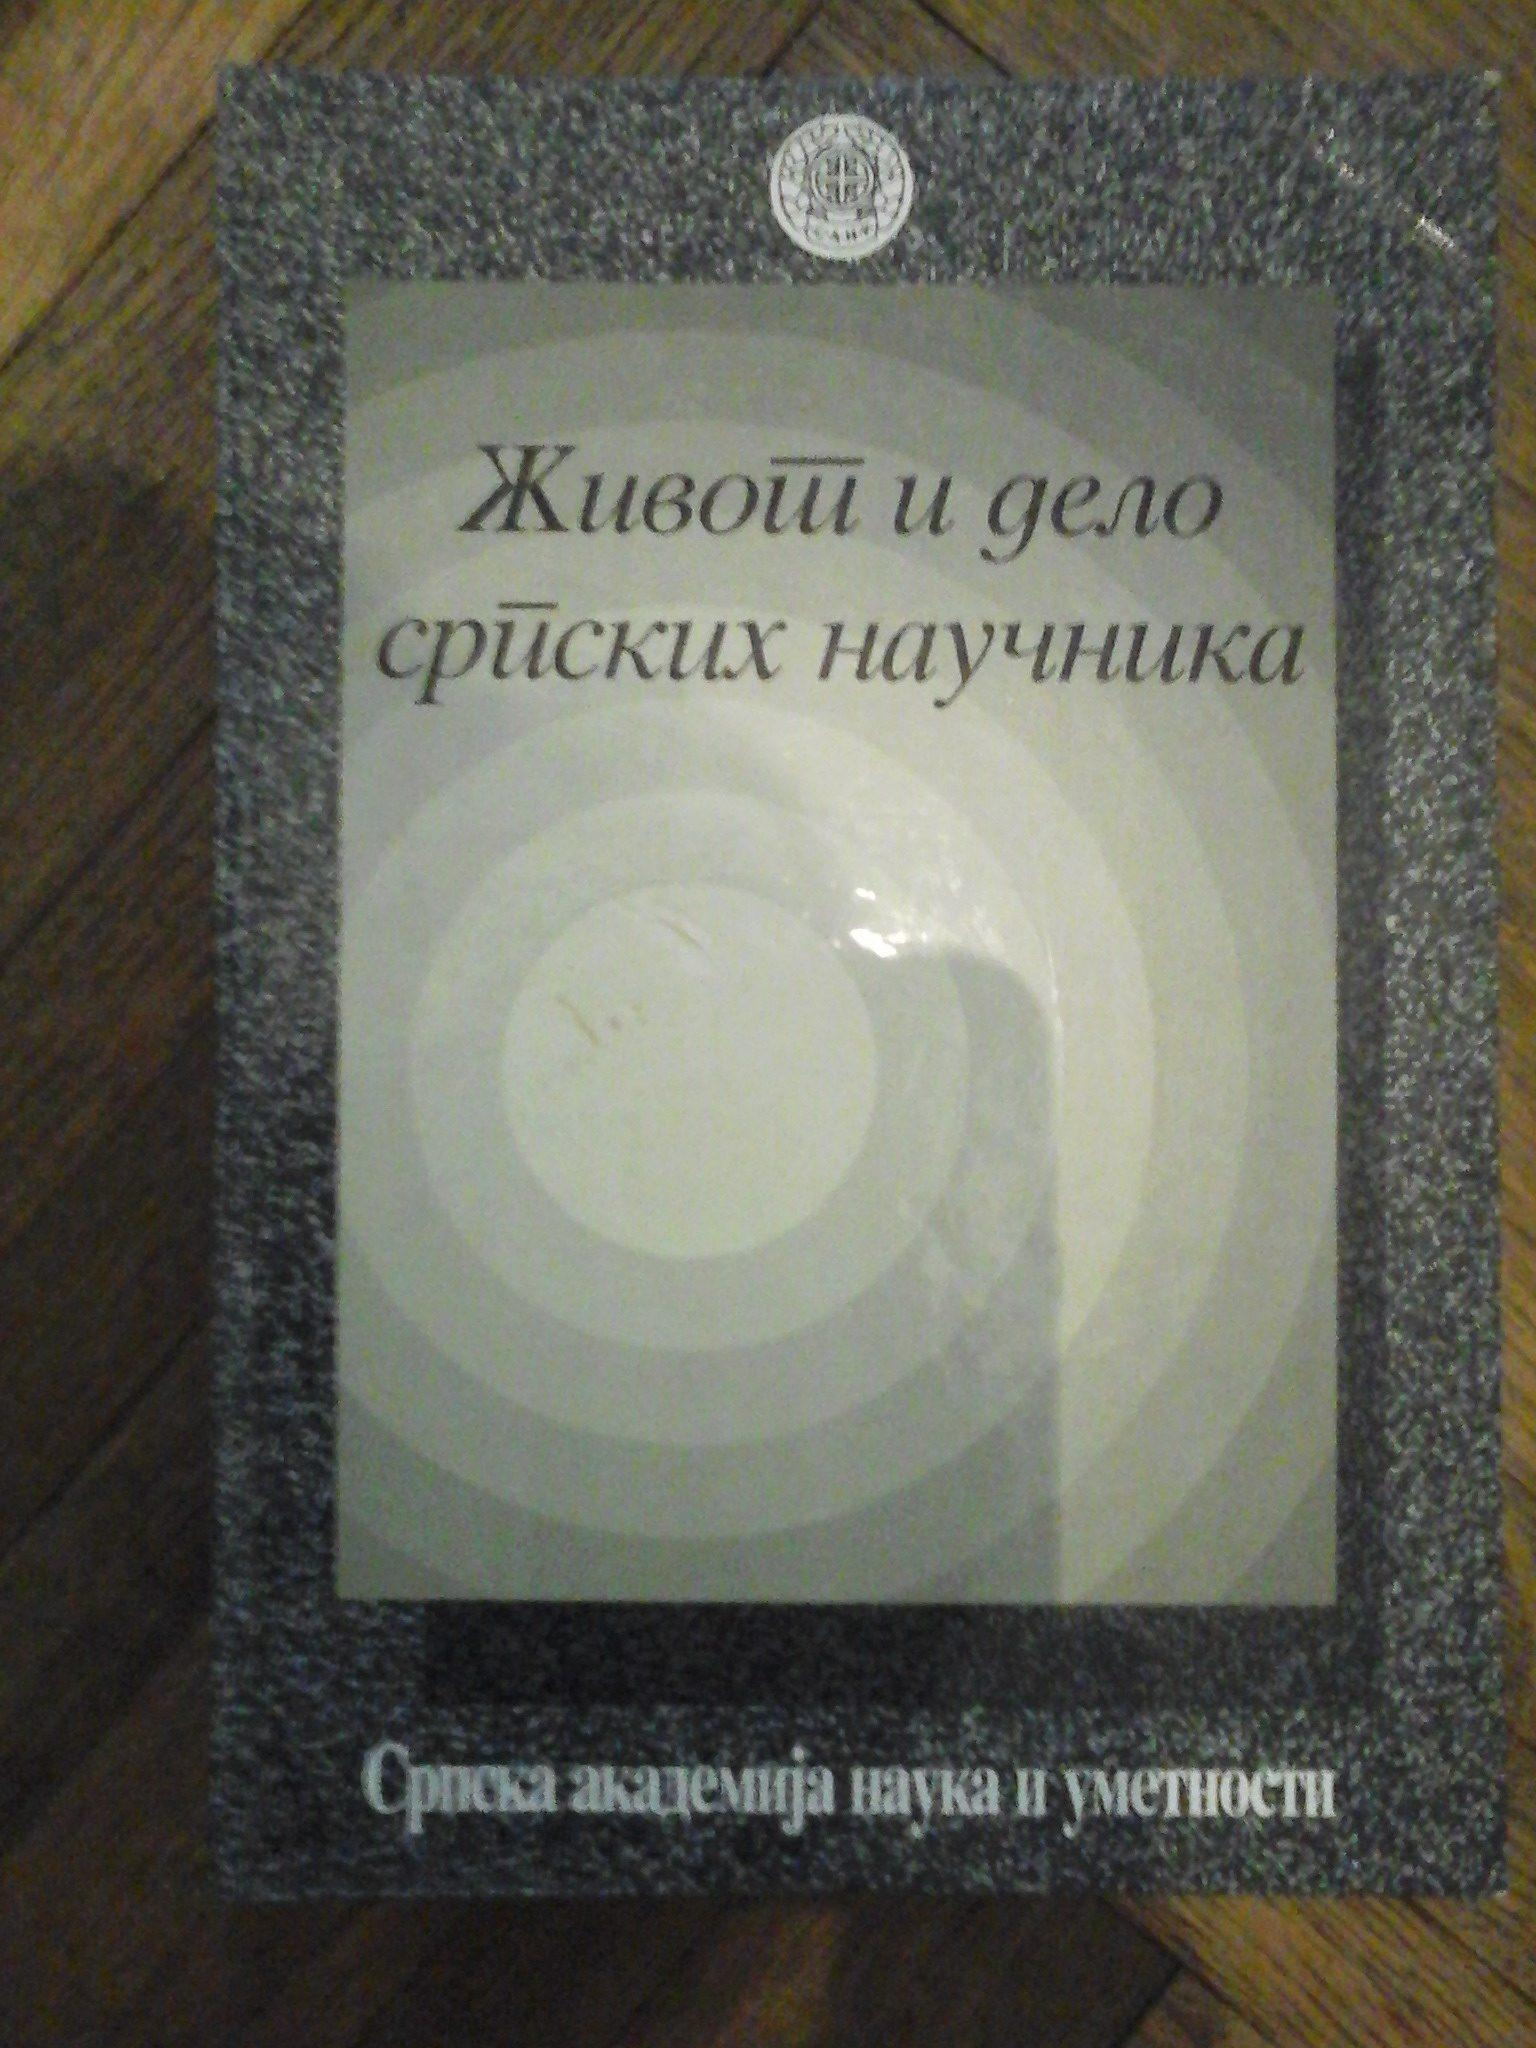 Живот и дело
српских научника
Српска академија наука и уметности